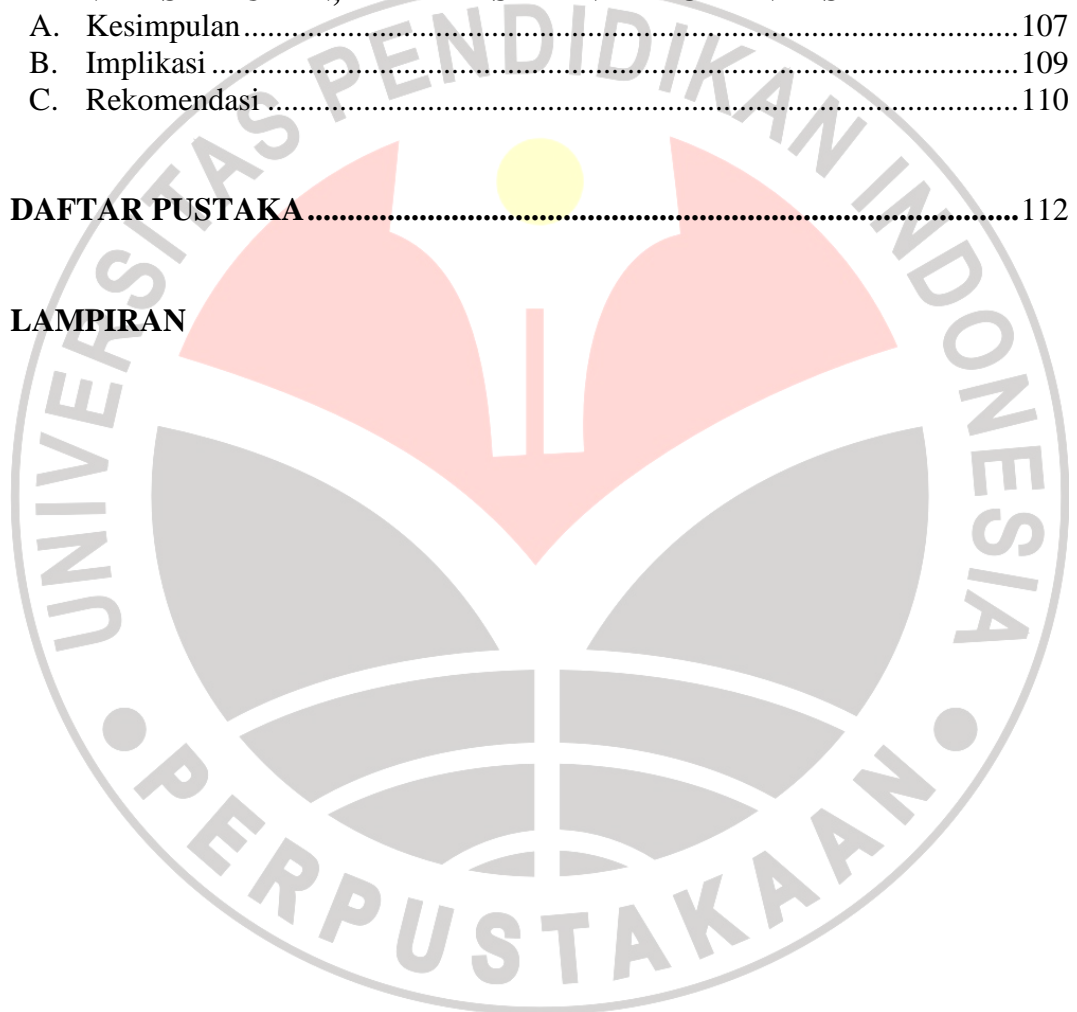 A. Kesimpulan.....................................................................................................107
B. Implikasi.........................................................................................................109
C. Rekomendasi..................................................................................................110
DAFTAR PUSTAKA.........................................................................................112
LAMPIRAN
UNIVERSITAS PENDIDIKAN INDONESIA
PERPUSTAKAAN